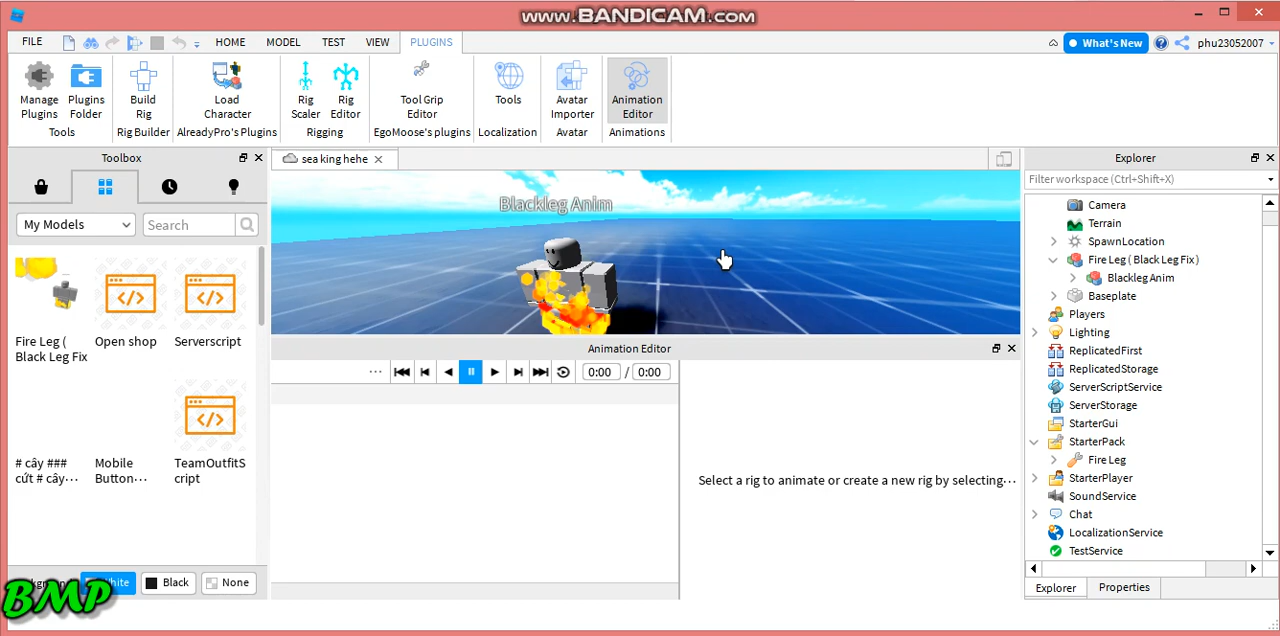 www.BANDICAM.com
FILE HOME MODEL TEST VIEW PLUGINS What's New phu23052007
Manage Plugins
Plugins Folder
Build Rig
Load Character
Rig Scaler
Rig Editor
Tool Grip Editor
Tools
Avatar Importer
Animation Editor
Tools Rig Builder AlreadyPro's Plugins Rigging EgoMoose's plugins Localization Avatar Animations
Toolbox
My Models Search
Fire Leg (
Black Leg Fix
Open shop
Serverscript
# cây ###
cứt # cây...
Mobile
Button...
TeamOutfitS
cript
White Black None
BMP
sea king hehe
Blackleg Anim
Animation Editor
0:00 / 0:00
Select a rig to animate or create a new rig by selecting...
Explorer
Filter workspace (Ctrl+Shift+X)
Camera
Terrain
SpawnLocation
Fire Leg ( Black Leg Fix )
Blackleg Anim
Baseplate
Players
Lighting
ReplicatedFirst
ReplicatedStorage
ServerScriptService
ServerStorage
StarterGui
StarterPack
Fire Leg
StarterPlayer
SoundService
Chat
LocalizationService
TestService
Explorer Properties